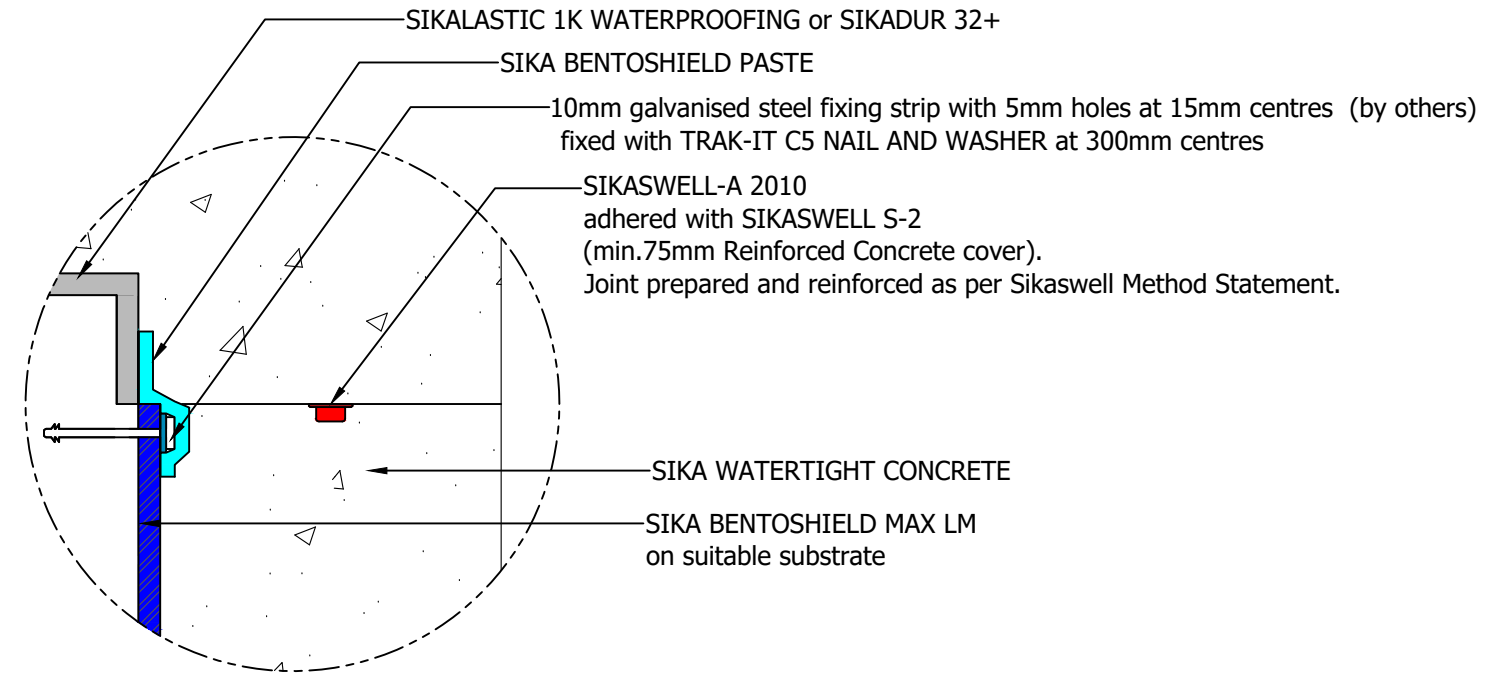 SIKALASTIC 1K WATERPROOFING or SIKADUR 32+
SIKA BENTOSHIELD PASTE
10mm galvanised steel fixing strip with 5mm holes at 15mm centres (by others)
fixed with TRAK-IT C5 NAIL AND WASHER at 300mm centres
SIKASWELL-A 2010
adhered with SIKASWELL S-2
(min.75mm Reinforced Concrete cover).
Joint prepared and reinforced as per Sikaswell Method Statement.
SIKA WATERTIGHT CONCRETE
SIKA BENTOSHIELD MAX LM
on suitable substrate